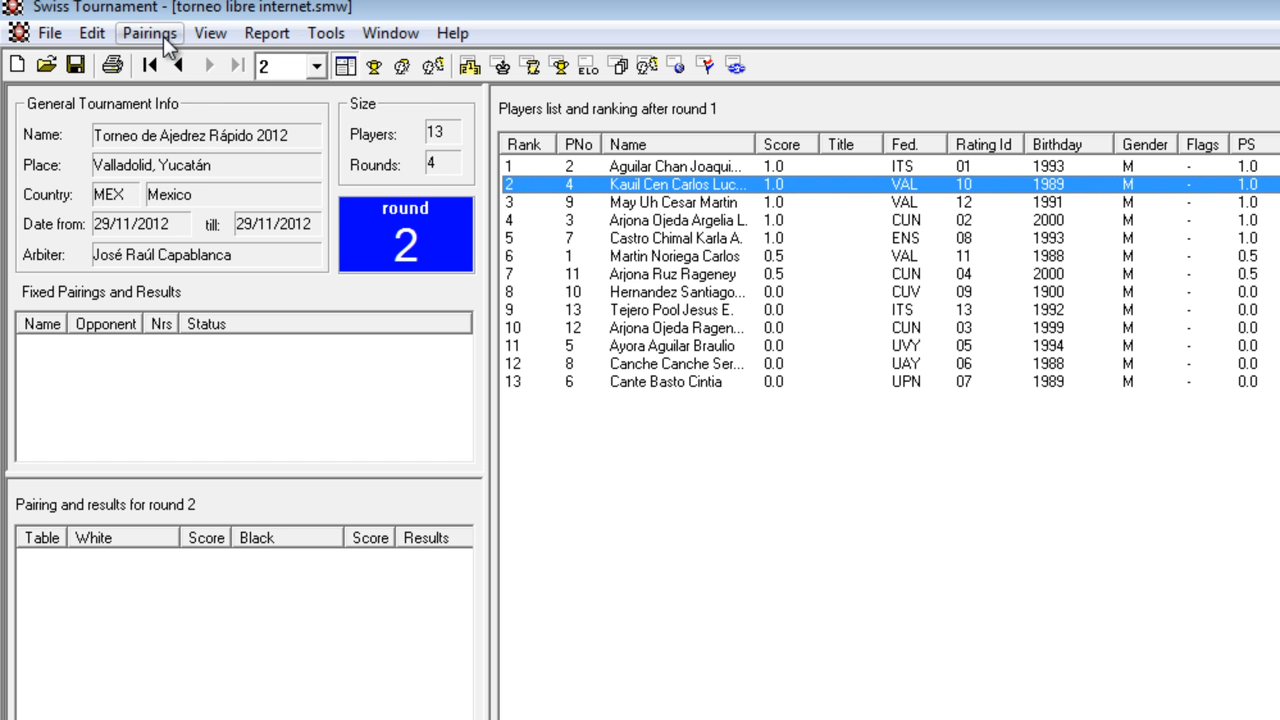 Swiss Tournament - [torneo libre internet.smw]
File Edit Pairings View Report Tools Window Help
2 ELO
General Tournament Info
Name: Torneo de Ajedrez Rápido 2012
Place: Valladolid, Yucatán
Country: MEX Mexico
Date from: 29/11/2012 till: 29/11/2012
Arbiter: José Raúl Capablanca
Size
Players: 13
Rounds: 4
round
2
Fixed Pairings and Results
Name Opponent Nrs Status
Pairing and results for round 2
Table White Score Black Score Results
Players list and ranking after round 1
Rank PNo Name Score Title Fed. Rating Id Birthday Gender Flags PS
1 2 Aguilar Chan Joaqui... 1.0 ITS 01 1993 M - 1.0
2 4 Kauil Cen Carlos Luc... 1.0 VAL 10 1989 M - 1.0
3 9 May Uh Cesar Martin 1.0 VAL 12 1991 M - 1.0
4 3 Arjona Ojeda Argelia L. 1.0 CUN 02 2000 M - 1.0
5 7 Castro Chimal Karla A. 1.0 ENS 08 1993 M - 1.0
6 1 Martin Noriega Carlos 0.5 VAL 11 1988 M - 0.5
7 11 Arjona Ruz Rageney 0.5 CUN 04 2000 M - 0.5
8 10 Hernandez Santiago... 0.0 CUV 09 1900 M - 0.0
9 13 Tejero Pool Jesus E. 0.0 ITS 13 1992 M - 0.0
10 12 Arjona Ojeda Ragen... 0.0 CUN 03 1999 M - 0.0
11 5 Ayora Aguilar Braulio 0.0 UVY 05 1994 M - 0.0
12 8 Canche Canche Ser... 0.0 UAY 06 1988 M - 0.0
13 6 Cante Basto Cintia 0.0 UPN 07 1989 M - 0.0